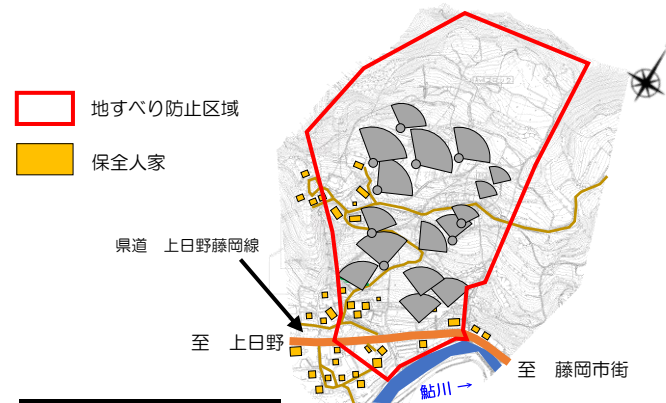 地すべり防止区域
保全人家
県道　上日野藤岡線
至　上日野
至　藤岡市街
鮎川 →